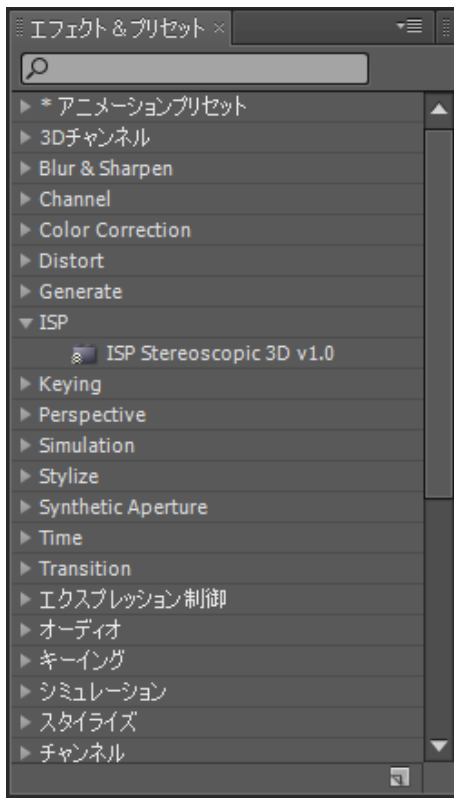 エフェクト＆プリセット ×
* アニメーションプリセット
3Dチャンネル
Blur & Sharpen
Channel
Color Correction
Distort
Generate
ISP
ISP Stereoscopic 3D v1.0
Keying
Perspective
Simulation
Stylize
Synthetic Aperture
Time
Transition
エクスプレッション制御
オーディオ
キーイング
シミュレーション
スタイライズ
チャンネル